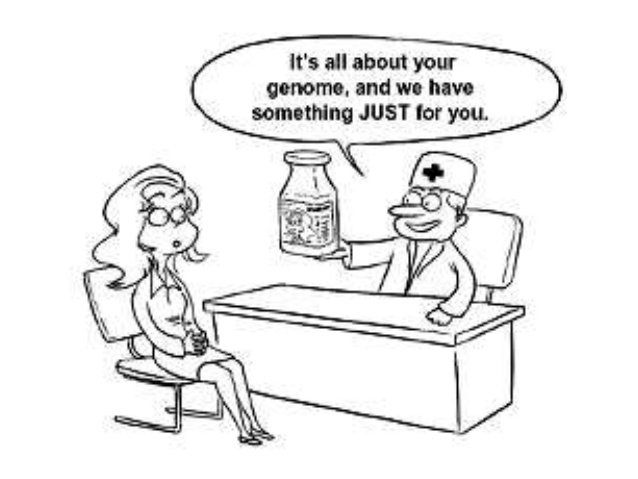 It's all about your
genome, and we have
something JUST for you.